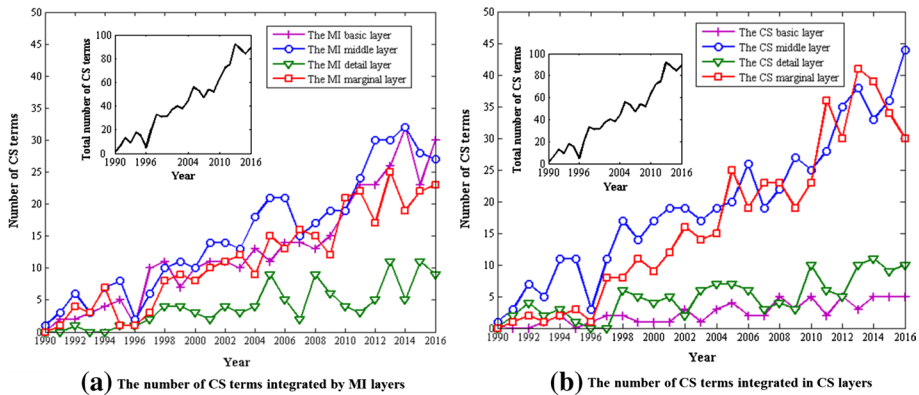 50
45
40
35
30
25
20
15
10
5
0
Number of CS terms
1990 1992 1994 1996 1998 2000 2002 2004 2006 2008 2010 2012 2014 2016
Year
100
80
60
40
20
0
Total number of CS terms
1990 1996 2004 2012 2016
Year
The MI basic layer
The MI middle layer
The MI detail layer
The MI marginal layer
(a) The number of CS terms integrated by MI layers
50
45
40
35
30
25
20
15
10
5
0
Number of CS terms
1990 1992 1994 1996 1998 2000 2002 2004 2006 2008 2010 2012 2014 2016
Year
100
80
60
40
20
0
Total number of CS terms
1990 1996 2004 2012 2016
Year
The CS basic layer
The CS middle layer
The CS detail layer
The CS marginal layer
(b) The number of CS terms integrated in CS layers